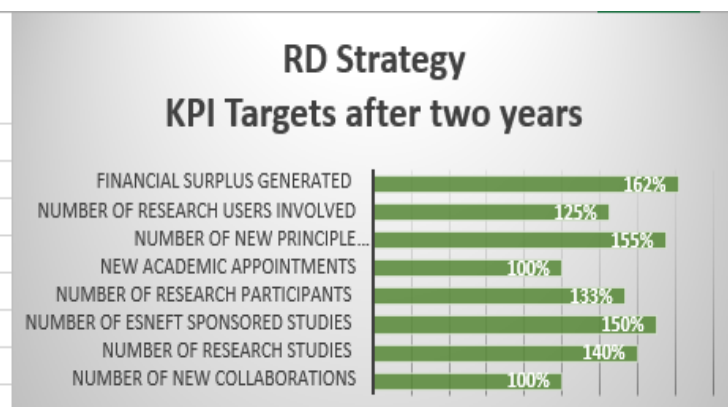 RD Strategy
KPI Targets after two years
FINANCIAL SURPLUS GENERATED 162%
NUMBER OF RESEARCH USERS INVOLVED 125%
NUMBER OF NEW PRINCIPLE... 155%
NEW ACADEMIC APPOINTMENTS 100%
NUMBER OF RESEARCH PARTICIPANTS 133%
NUMBER OF ESNEFT SPONSORED STUDIES 150%
NUMBER OF RESEARCH STUDIES 140%
NUMBER OF NEW COLLABORATIONS 100%